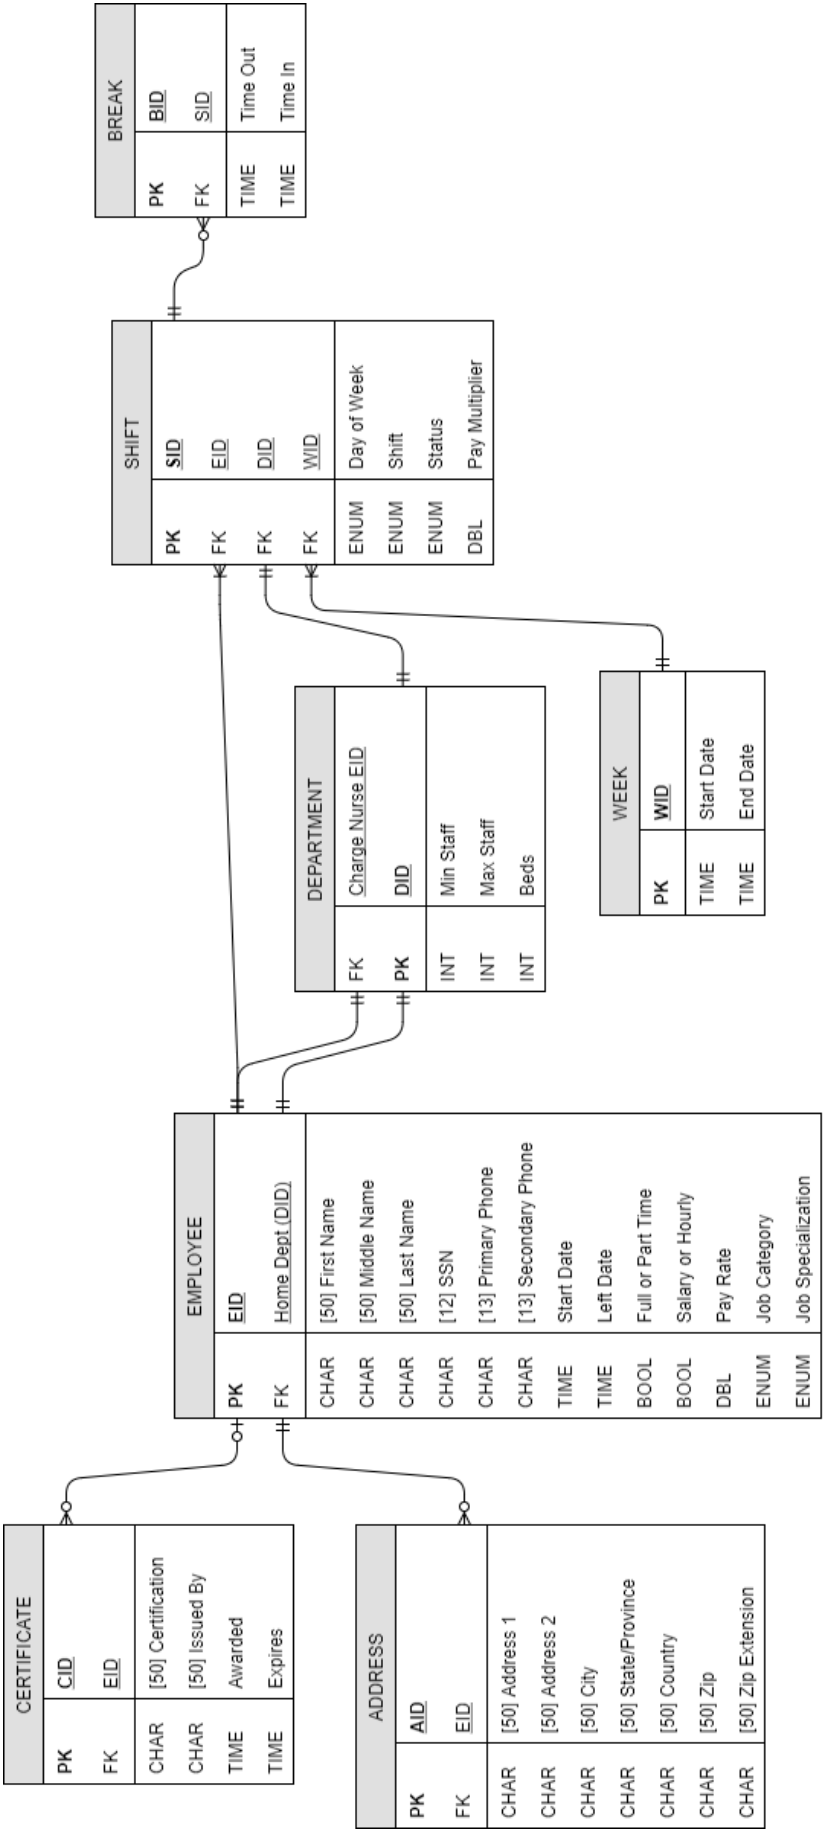 CERTIFICATE
PK CID
FK EID
CHAR [50] Certification
CHAR [50] Issued By
TIME Awarded
TIME Expires
ADDRESS
PK AID
FK EID
CHAR [50] Address 1
CHAR [50] Address 2
CHAR [50] City
CHAR [50] State/Province
CHAR [50] Country
CHAR [50] Zip
CHAR [50] Zip Extension
EMPLOYEE
PK EID
FK Home Dept (DID)
CHAR [50] First Name
CHAR [50] Middle Name
CHAR [50] Last Name
CHAR [12] SSN
CHAR [13] Primary Phone
CHAR [13] Secondary Phone
TIME Start Date
TIME Left Date
BOOL Full or Part Time
BOOL Salary or Hourly
DBL Pay Rate
ENUM Job Category
ENUM Job Specialization
DEPARTMENT
FK Charge Nurse EID
PK DID
INT Min Staff
INT Max Staff
INT Beds
WEEK
PK WID
TIME Start Date
TIME End Date
SHIFT
PK SID
FK EID
FK DID
FK WID
ENUM Day of Week
ENUM Shift
ENUM Status
DBL Pay Multiplier
BREAK
PK BID
FK SID
TIME Time Out
TIME Time In